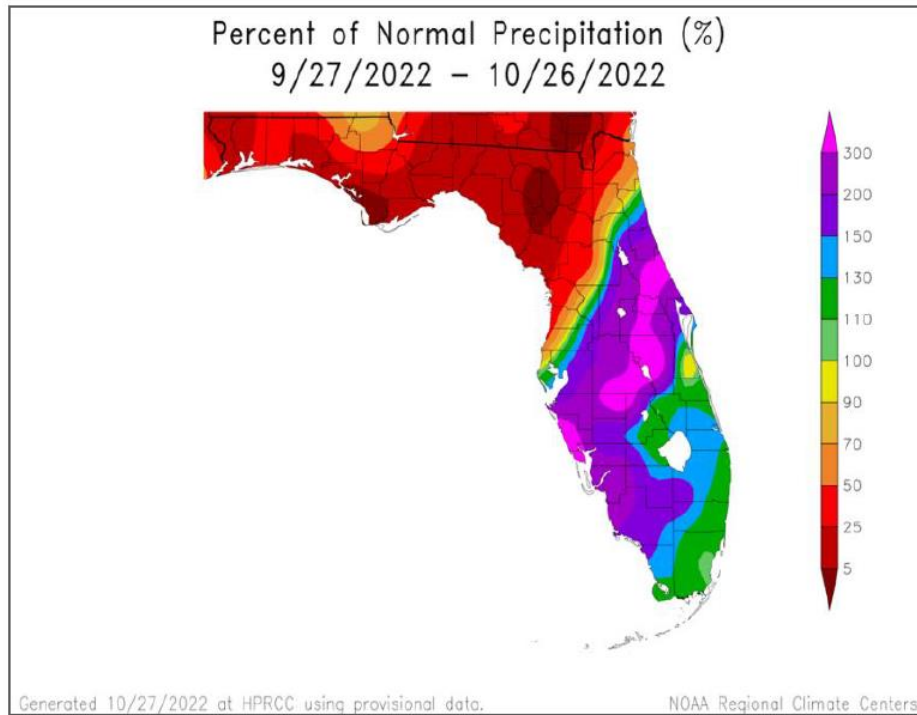 Percent of Normal Precipitation (%)
9/27/2022 – 10/26/2022
300
200
150
130
110
100
90
70
50
25
5
Generated 10/27/2022 at HPRCC using provisional data.
NOAA Regional Climate Centers